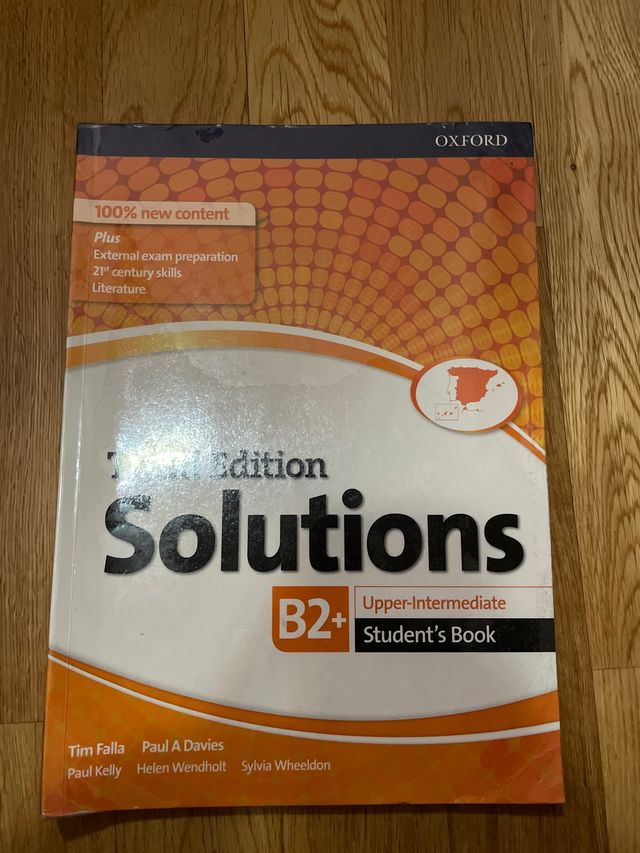 OXFORD
100% new content
Plus
External exam preparation
21st century skills
Literature
Third Edition
Solutions
B2+
Upper-Intermediate
Student's Book
Tim Falla Paul A Davies
Paul Kelly Helen Wendholt Sylvia Wheeldon